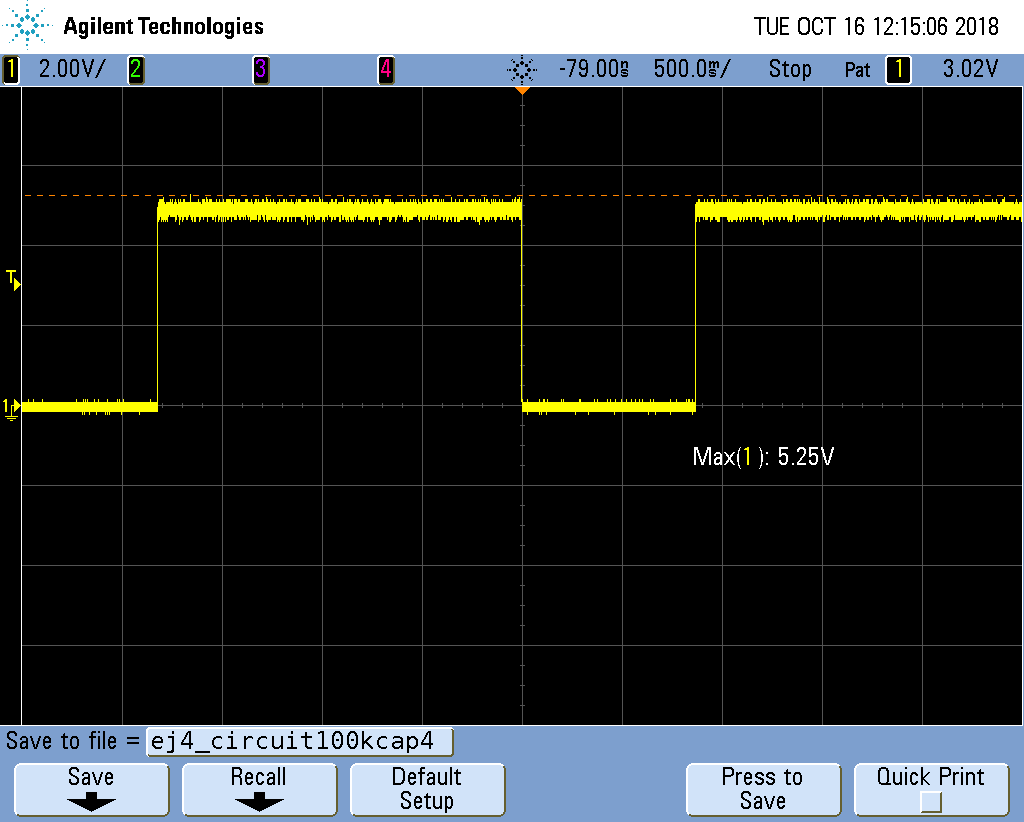 Agilent Technologies TUE OCT 16 12:15:06 2018
1 2.00V/ 2 3 4 -79.00ns 500.0ms/ Stop Pat 1 3.02V
T
1
Max(1): 5.25V
Save to file = ej4_circuit100kcap4
Save Recall Default Setup Press to Save Quick Print